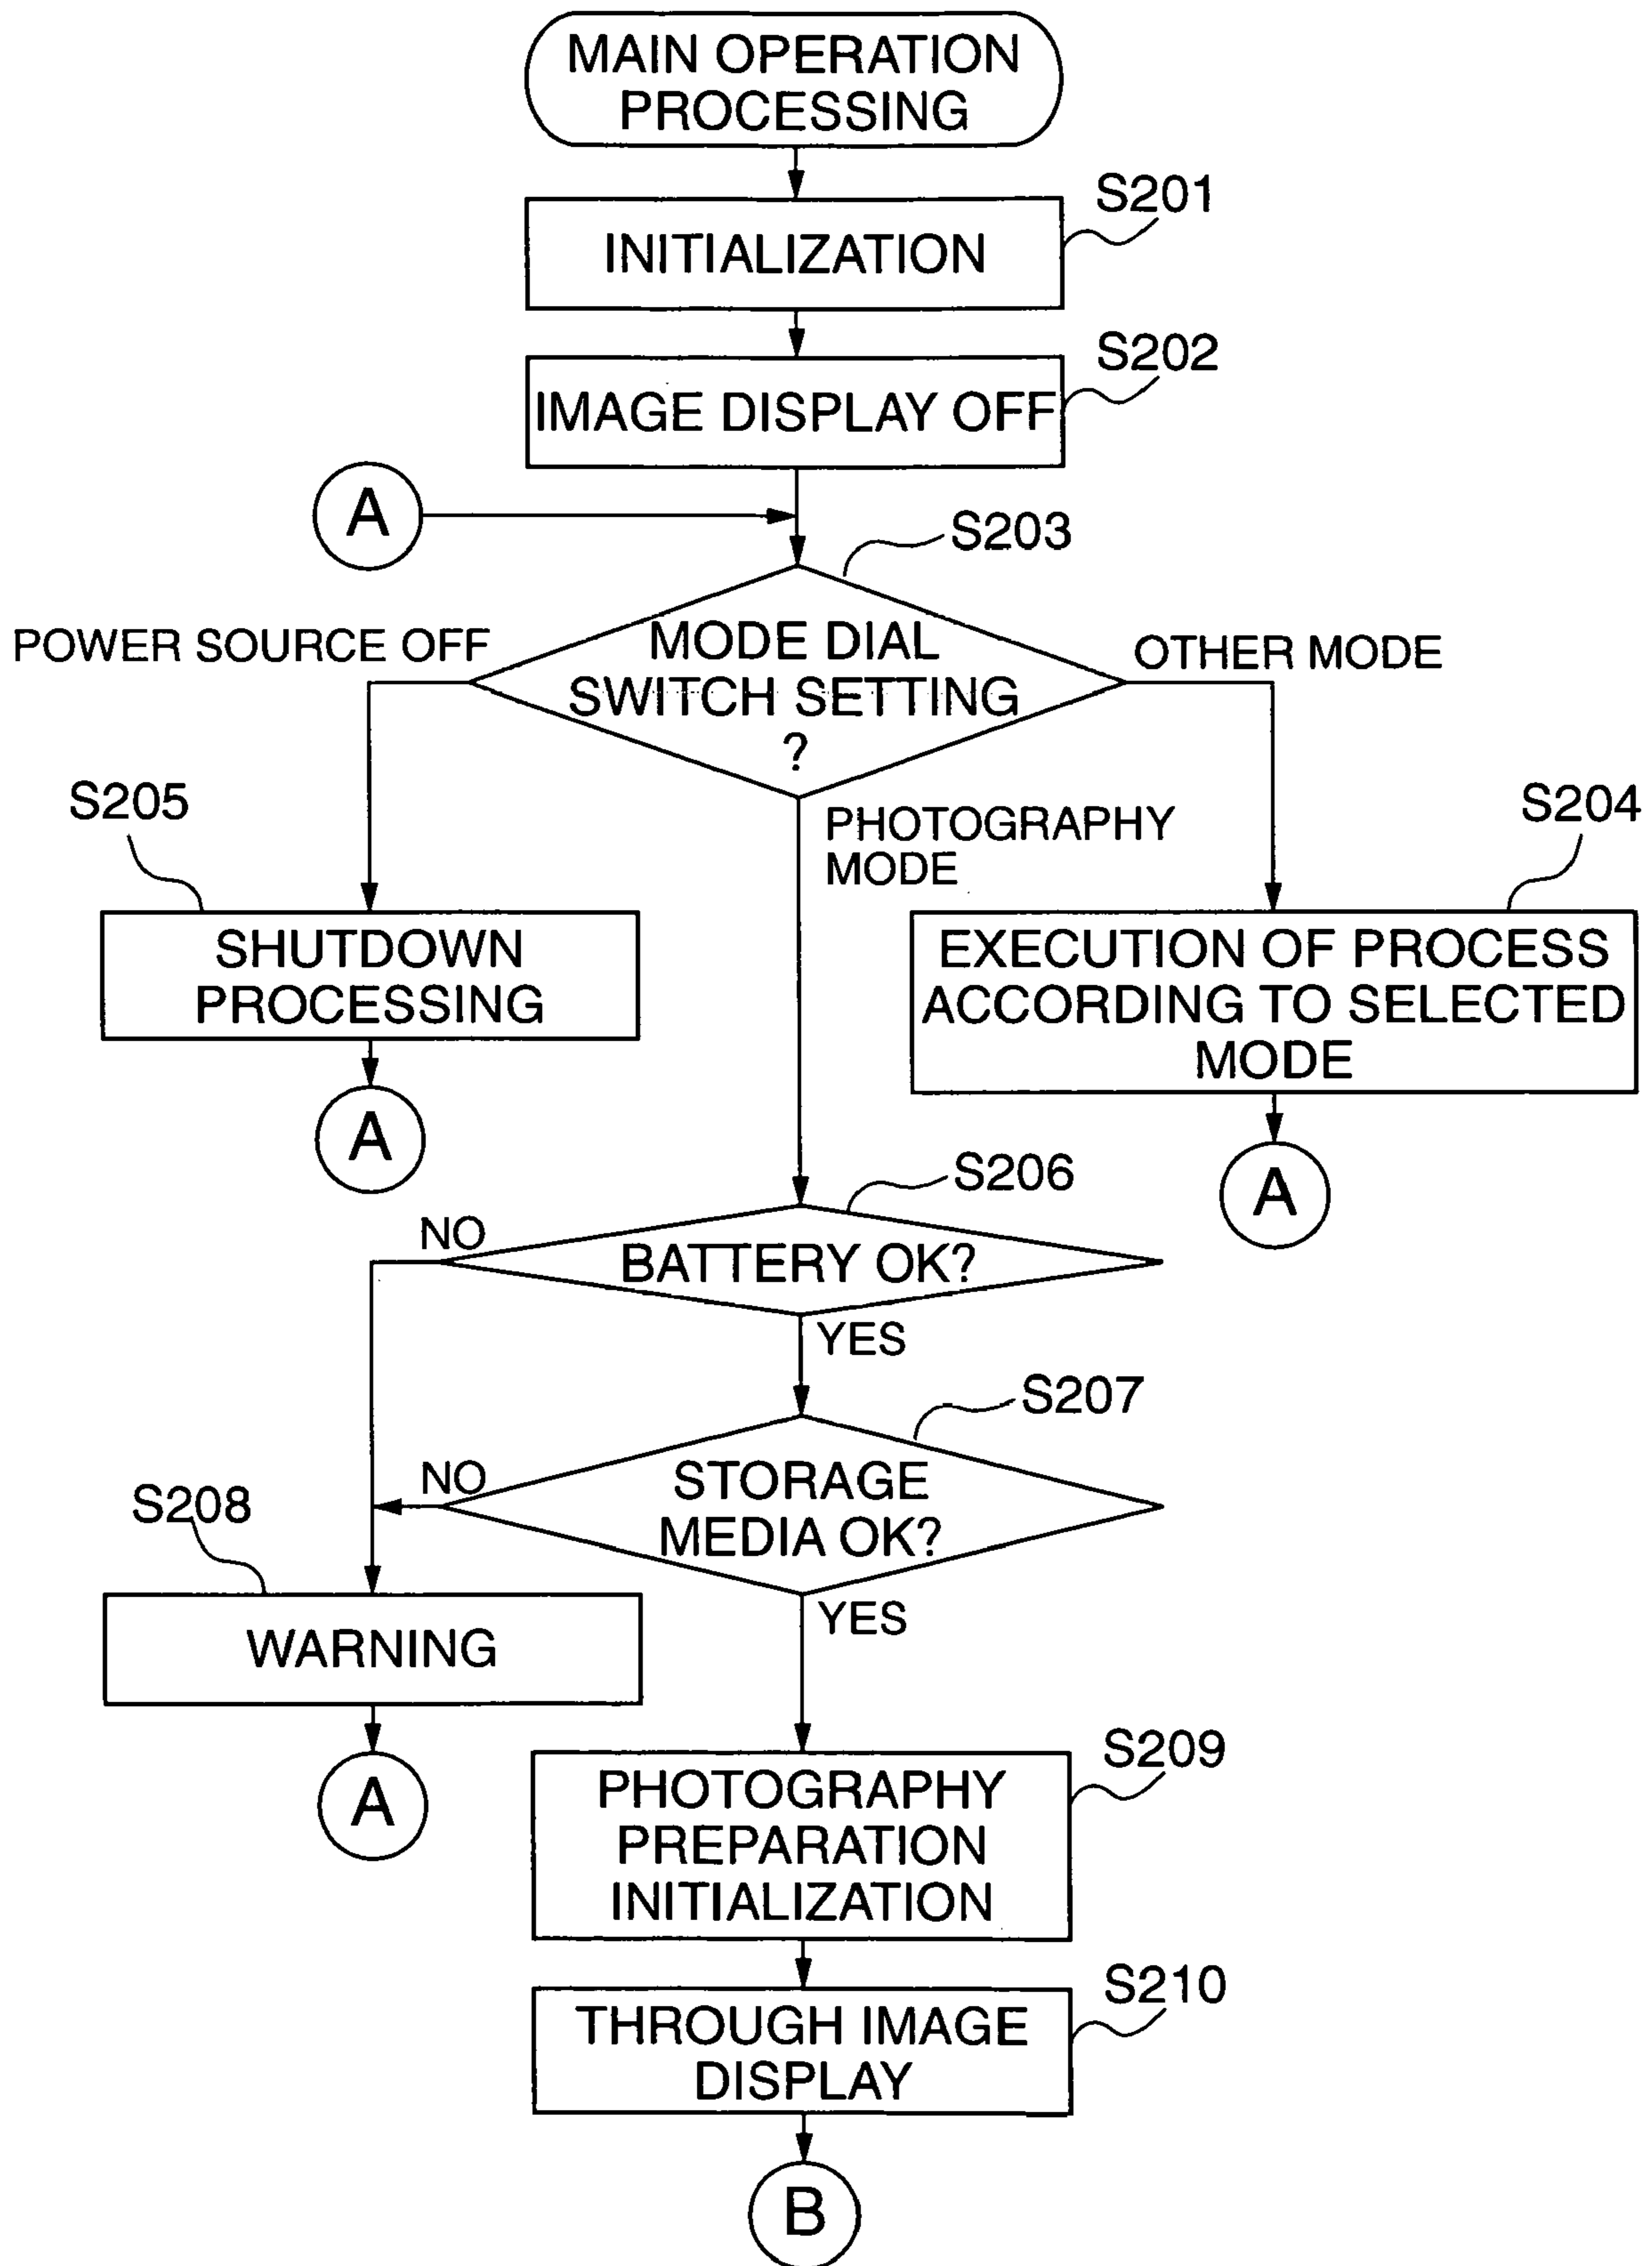 MAIN OPERATION
PROCESSING
S201
INITIALIZATION
S202
IMAGE DISPLAY OFF
A
S203
POWER SOURCE OFF
MODE DIAL
SWITCH SETTING
?
OTHER MODE
S205
PHOTOGRAPHY
MODE
S204
SHUTDOWN
PROCESSING
EXECUTION OF PROCESS
ACCORDING TO SELECTED
MODE
A
A
S206
NO
BATTERY OK?
YES
S207
NO
STORAGE
MEDIA OK?
S208
YES
WARNING
A
S209
PHOTOGRAPHY
PREPARATION
INITIALIZATION
S210
THROUGH IMAGE
DISPLAY
B